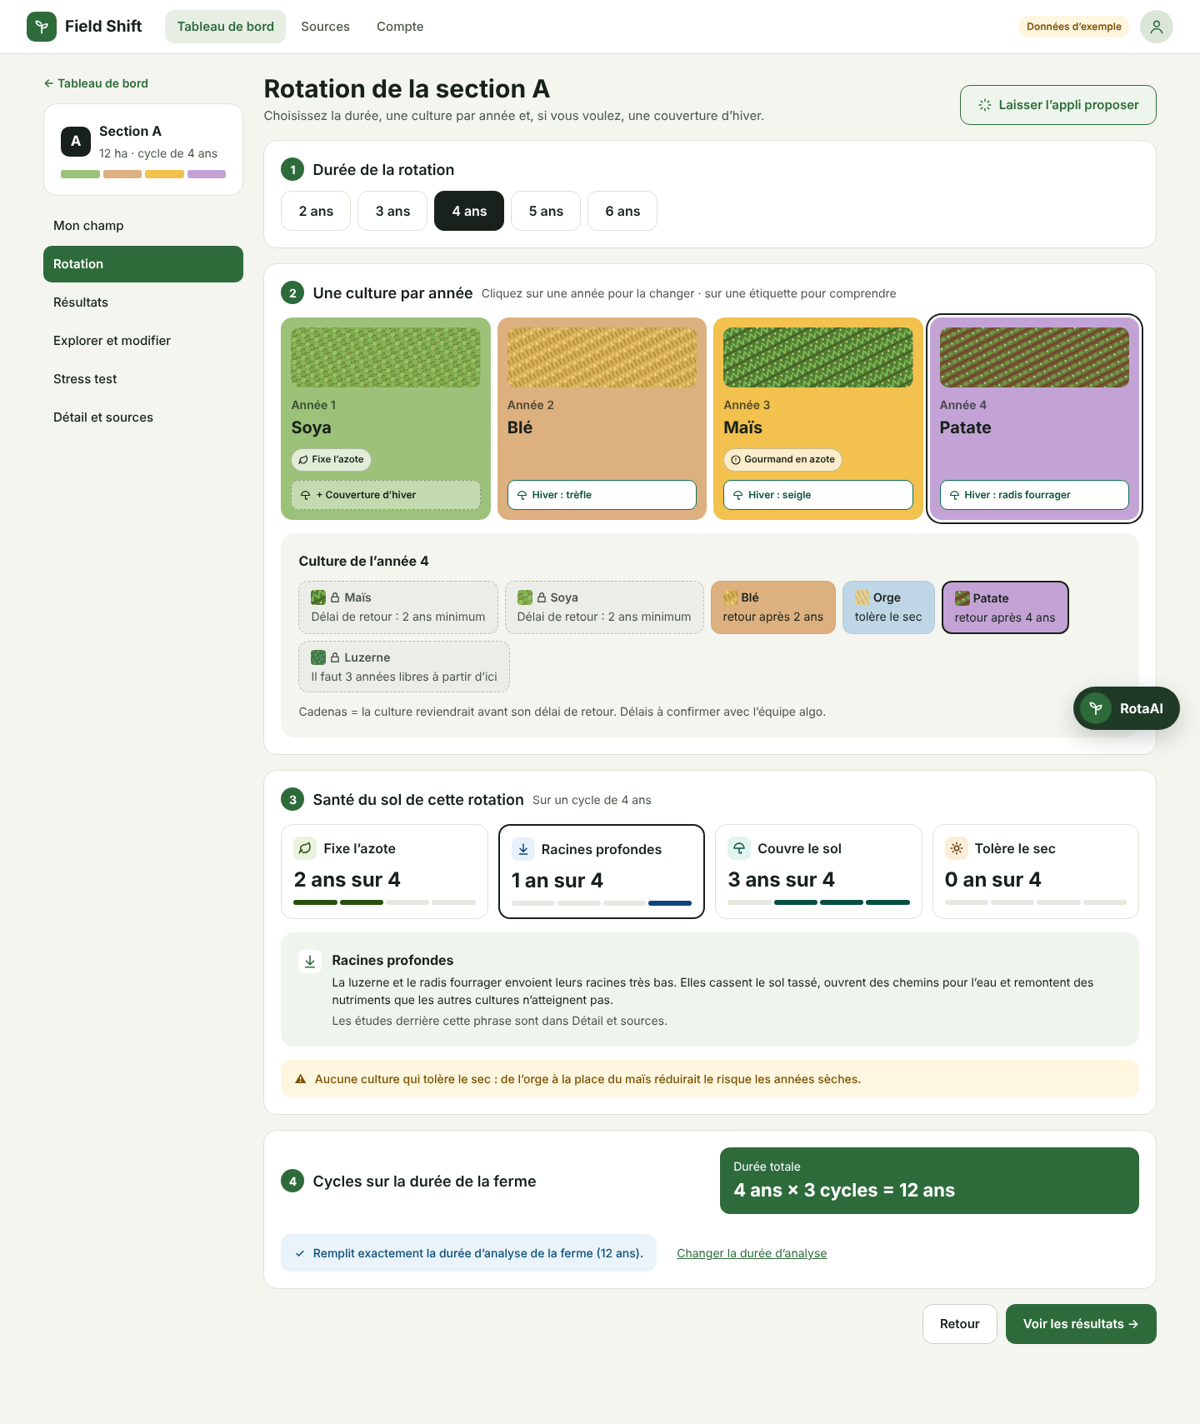 Field Shift
Tableau de bord
Sources
Compte
Données d’exemple
← Tableau de bord
A
Section A
12 ha · cycle de 4 ans
Mon champ
Rotation
Résultats
Explorer et modifier
Stress test
Détail et sources
Rotation de la section A
Choisissez la durée, une culture par année et, si vous voulez, une couverture d’hiver.
Laisser l’appli proposer
1 Durée de la rotation
2 ans
3 ans
4 ans
5 ans
6 ans
2 Une culture par année
Cliquez sur une année pour la changer · sur une étiquette pour comprendre
Année 1
Soya
Fixe l’azote
+ Couverture d’hiver
Année 2
Blé
Hiver : trèfle
Année 3
Maïs
Gourmand en azote
Hiver : seigle
Année 4
Patate
Hiver : radis fourrager
Culture de l’année 4
Maïs
Délai de retour : 2 ans minimum
Soya
Délai de retour : 2 ans minimum
Blé
retour après 2 ans
Orge
tolère le sec
Patate
retour après 4 ans
Luzerne
Il faut 3 années libres à partir d’ici
Cadenas = la culture reviendrait avant son délai de retour. Délais à confirmer avec l’équipe algo.
RotaAI
3 Santé du sol de cette rotation
Sur un cycle de 4 ans
Fixe l’azote
2 ans sur 4
Racines profondes
1 an sur 4
Couvre le sol
3 ans sur 4
Tolère le sec
0 an sur 4
Racines profondes
La luzerne et le radis fourrager envoient leurs racines très bas. Elles cassent le sol tassé, ouvrent des chemins pour l’eau et remontent des
nutriments que les autres cultures n’atteignent pas.
Les études derrière cette phrase sont dans Détail et sources.
Aucune culture qui tolère le sec : de l’orge à la place du maïs réduirait le risque les années sèches.
4 Cycles sur la durée de la ferme
Durée totale
4 ans × 3 cycles = 12 ans
Remplit exactement la durée d’analyse de la ferme (12 ans).
Changer la durée d’analyse
Retour
Voir les résultats →